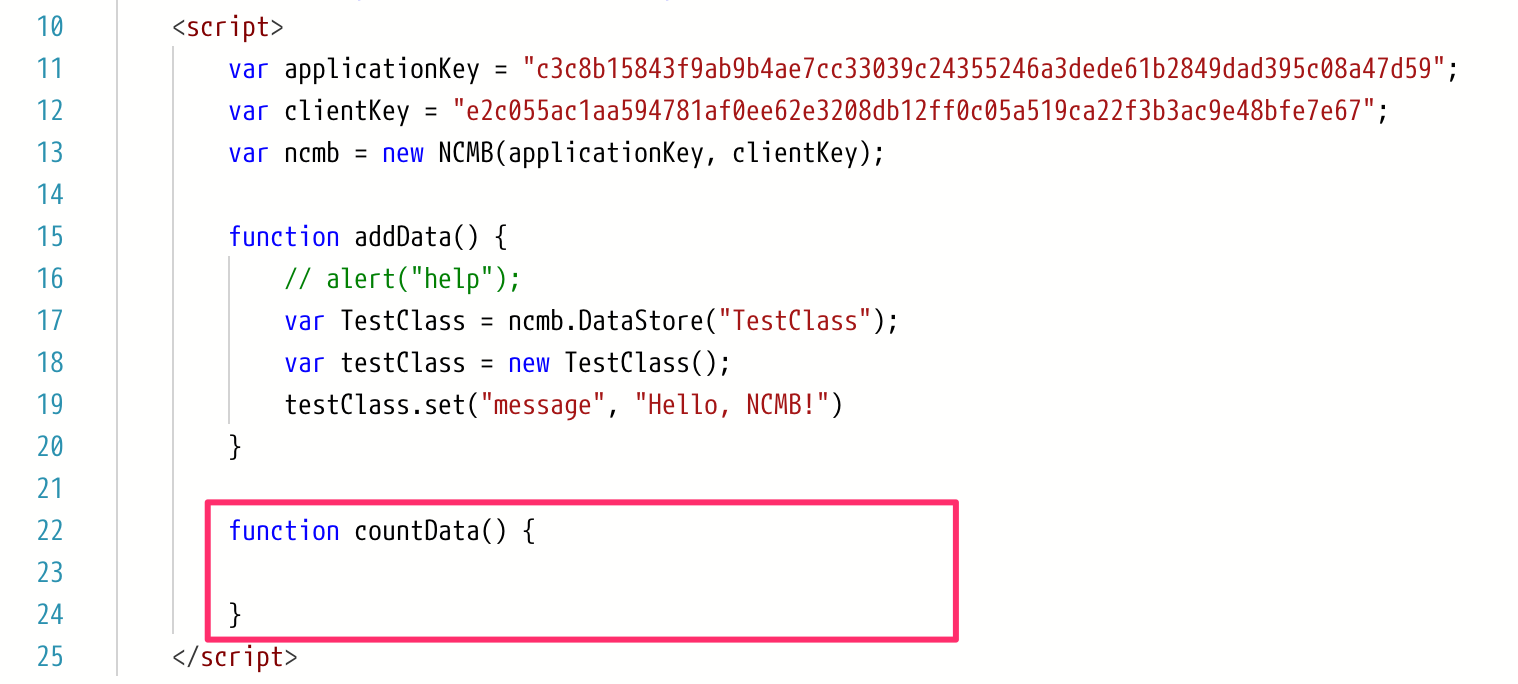 10 <script>
11 var applicationKey = "c3c8b15843f9ab9b4ae7cc33039c24355246a3dede61b2849dad395c08a47d59";
12 var clientKey = "e2c055ac1aa594781af0ee62e3208db12ff0c05a519ca22f3b3ac9e48bfe7e67";
13 var ncmb = new NCMB(applicationKey, clientKey);
14
15 function addData() {
16 // alert("help");
17 var TestClass = ncmb.DataStore("TestClass");
18 var testClass = new TestClass();
19 testClass.set("message", "Hello, NCMB!")
20 }
21
22 function countData() {
23
24 }
25 </script>